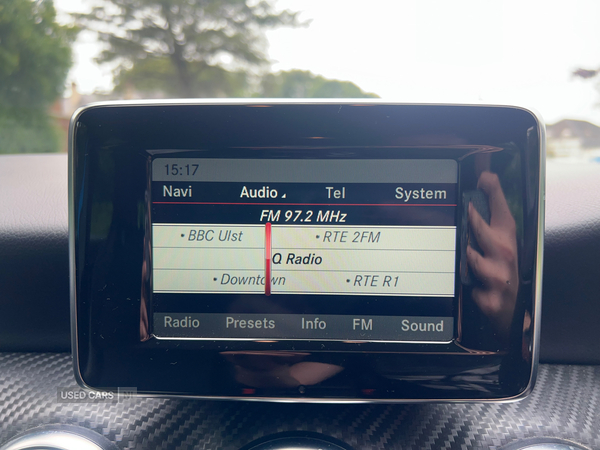 15:17
Navi Audio Tel System
FM 97.2 MHz
• BBC Ulst • RTE 2FM
Q Radio
• Downtown • RTE R1
Radio Presets Info FM Sound
USED CARS NI